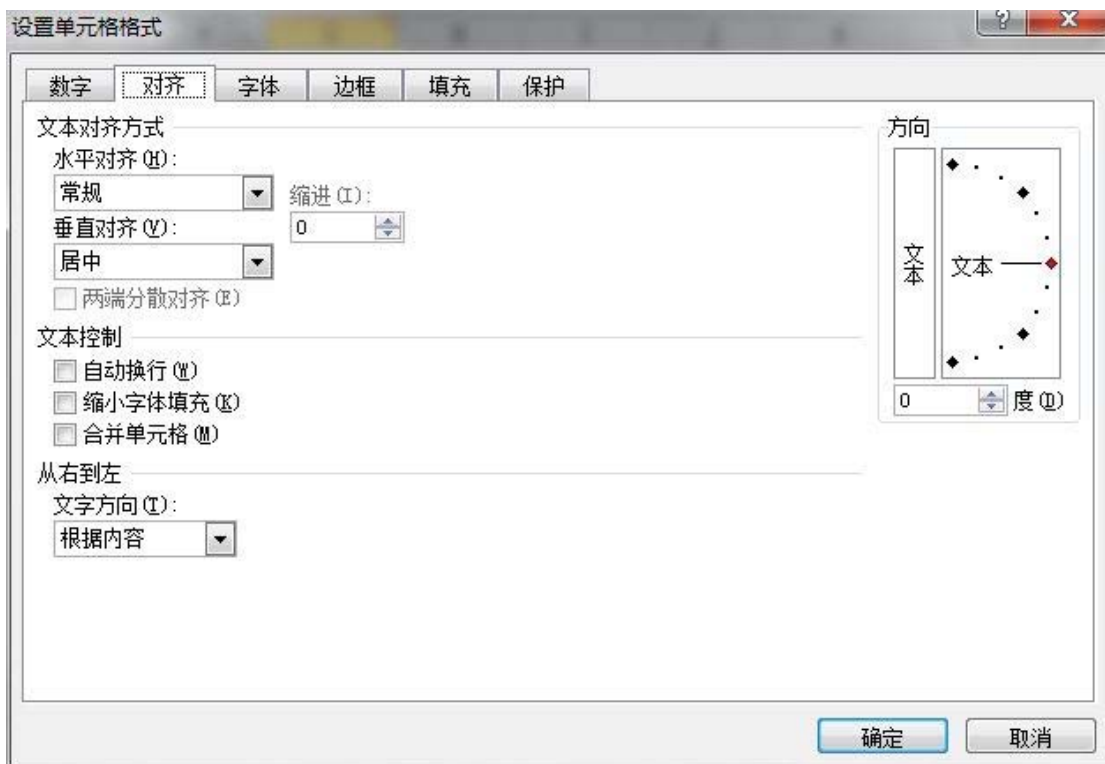 设置单元格格式
数字 对齐 字体 边框 填充 保护
文本对齐方式
水平对齐(H):
常规
缩进(I):
0
垂直对齐(V):
居中
两端分散对齐(E)
文本控制
自动换行(W)
缩小字体填充(K)
合并单元格(M)
从右到左
文字方向(T):
根据内容
方向
文本
文本
0 度(D)
确定 取消